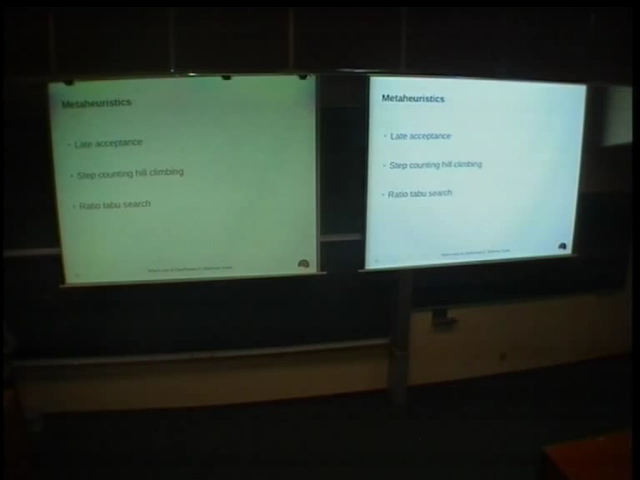 Metaheuristics
Late acceptance
Step counting hill climbing
Ratio tabu search
Metaheuristics
Late acceptance
Step counting hill climbing
Ratio tabu search